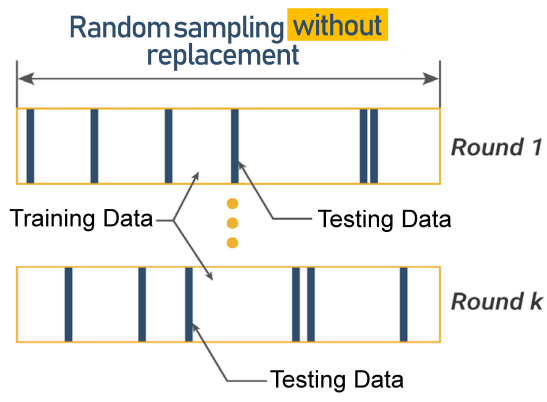 Random sampling without
replacement
Round 1
Training Data
Testing Data
Round k
Testing Data